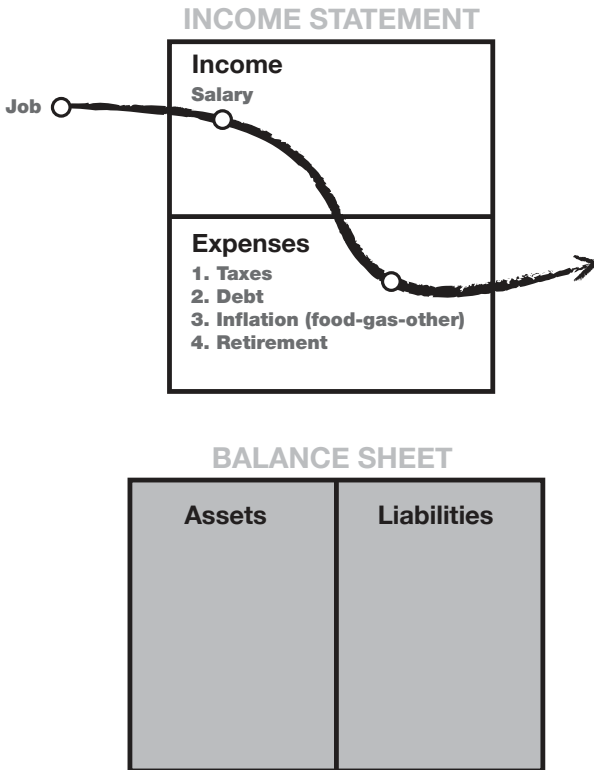 INCOME STATEMENT
Income
Salary
Job
Expenses
1. Taxes
2. Debt
3. Inflation (food-gas-other)
4. Retirement
BALANCE SHEET
Assets
Liabilities